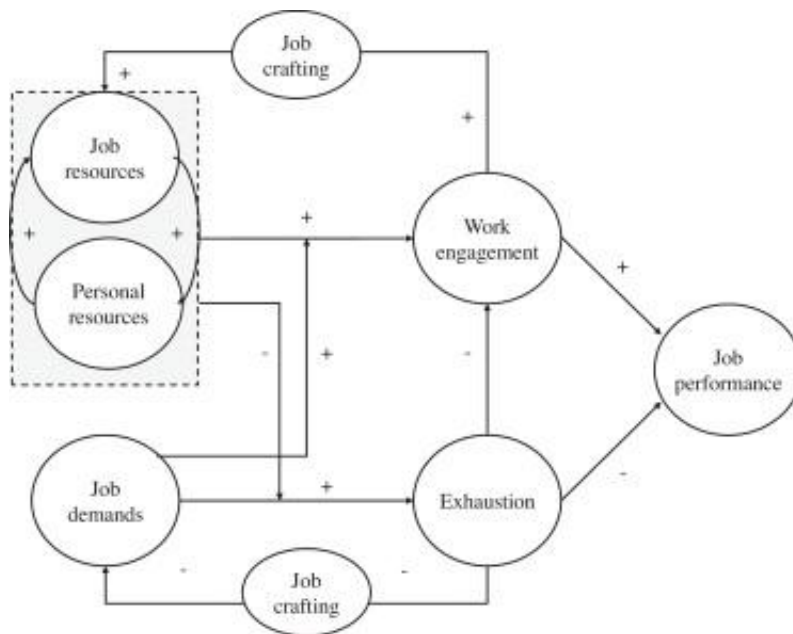 Job
crafting
+
+
Job
resources
+
+
+
Work
engagement
+
Personal
resources
-
+
-
Job
performance
Job
demands
+
Exhaustion
-
-
Job
crafting
-